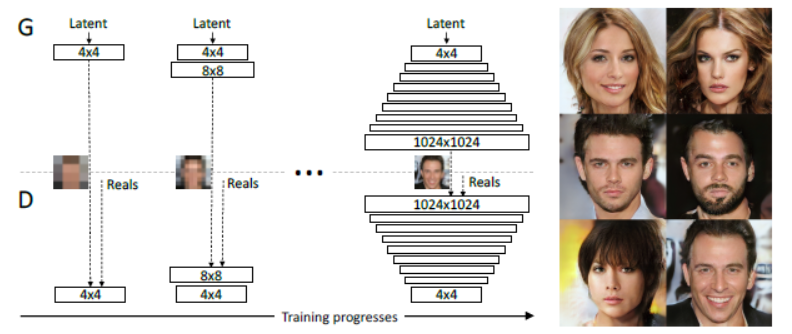 G
Latent
4x4
Latent
4x4
8x8
Latent
4x4
1024x1024
...
Reals
Reals
Reals
D
4x4
8x8
4x4
1024x1024
4x4
Training progresses